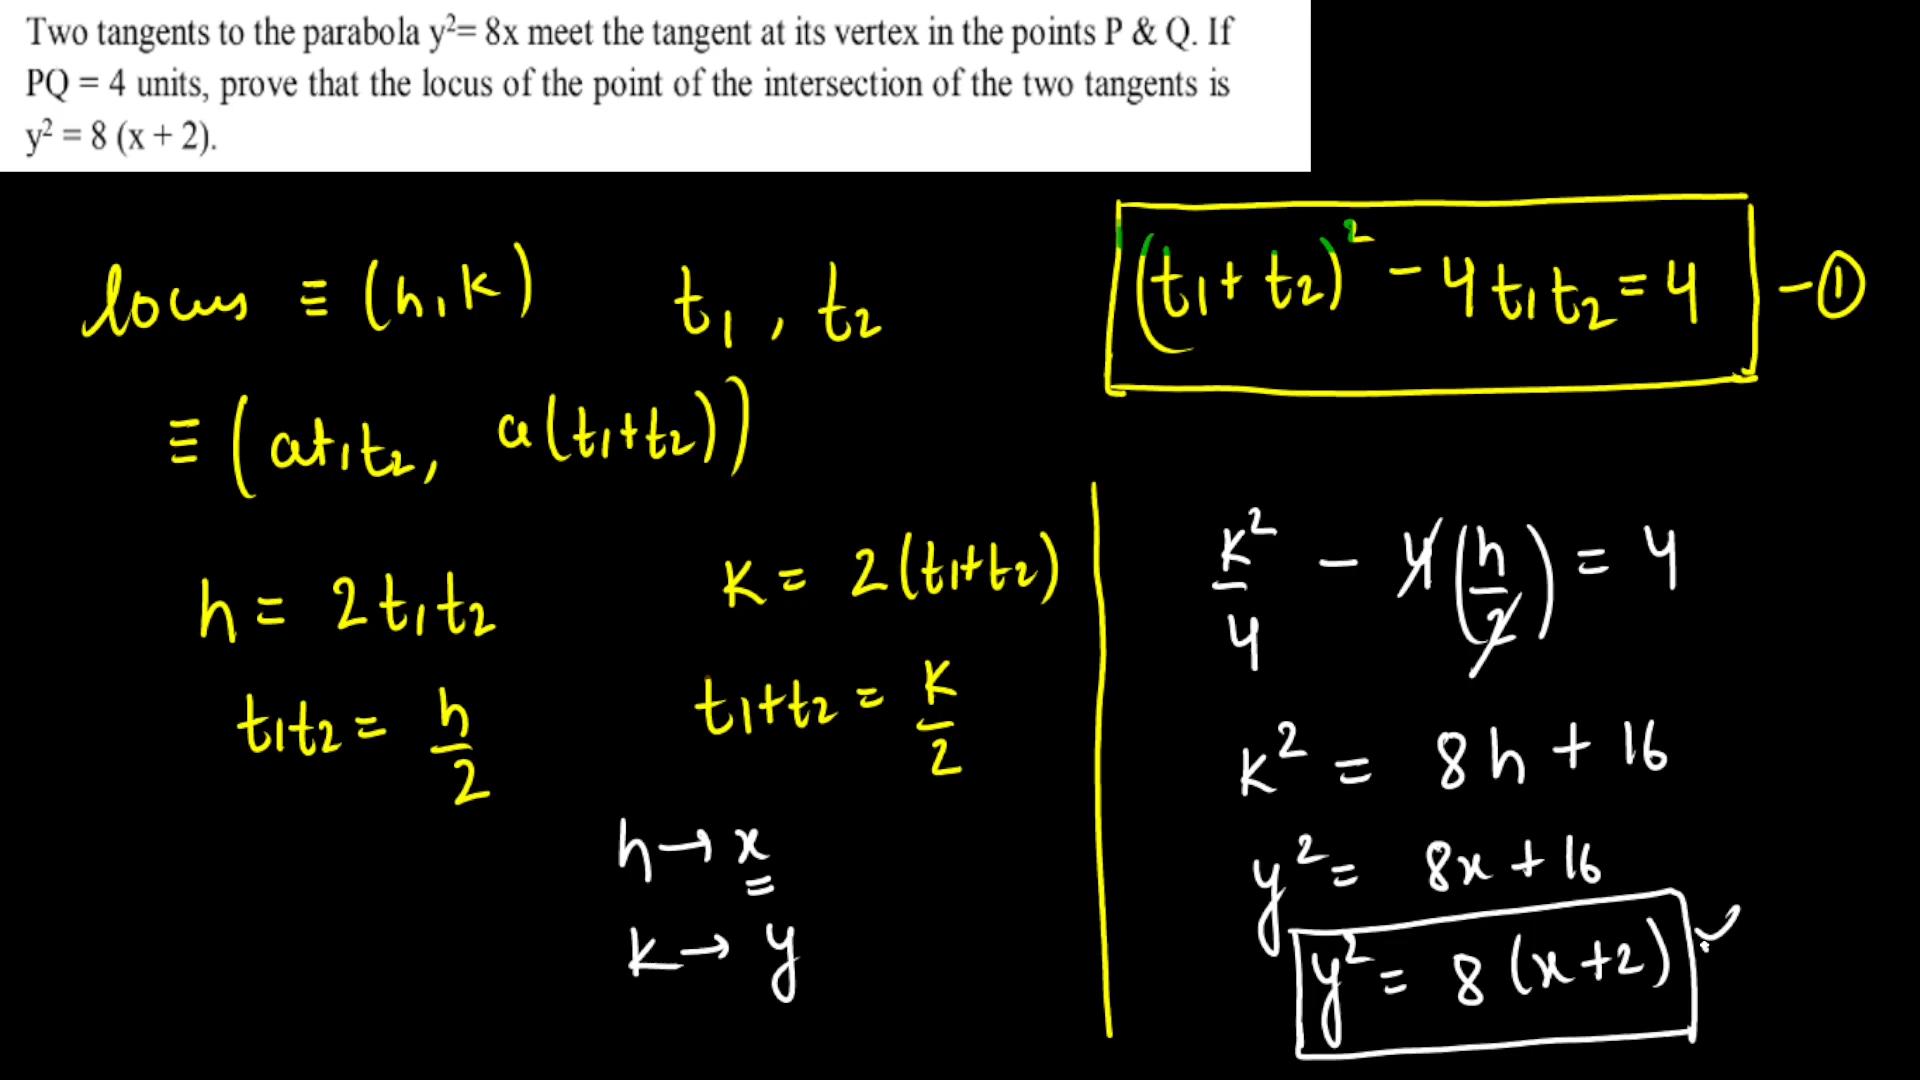 Two tangents to the parabola y²= 8x meet the tangent at its vertex in the points P & Q. If
PQ = 4 units, prove that the locus of the point of the intersection of the two tangents is
y² = 8 (x + 2).
locus ≡ (h,k) t₁ , t₂
≡ (at₁t₂, a(t₁+t₂))
h = 2t₁t₂ k = 2(t₁+t₂)
t₁t₂ = h/2 t₁+t₂ = k/2
h → x
k → y
(t₁+t₂)² - 4t₁t₂ = 4 - ①
k²/4 - 4(h/2) = 4
k² = 8h + 16
y² = 8x + 16
y² = 8(x+2)